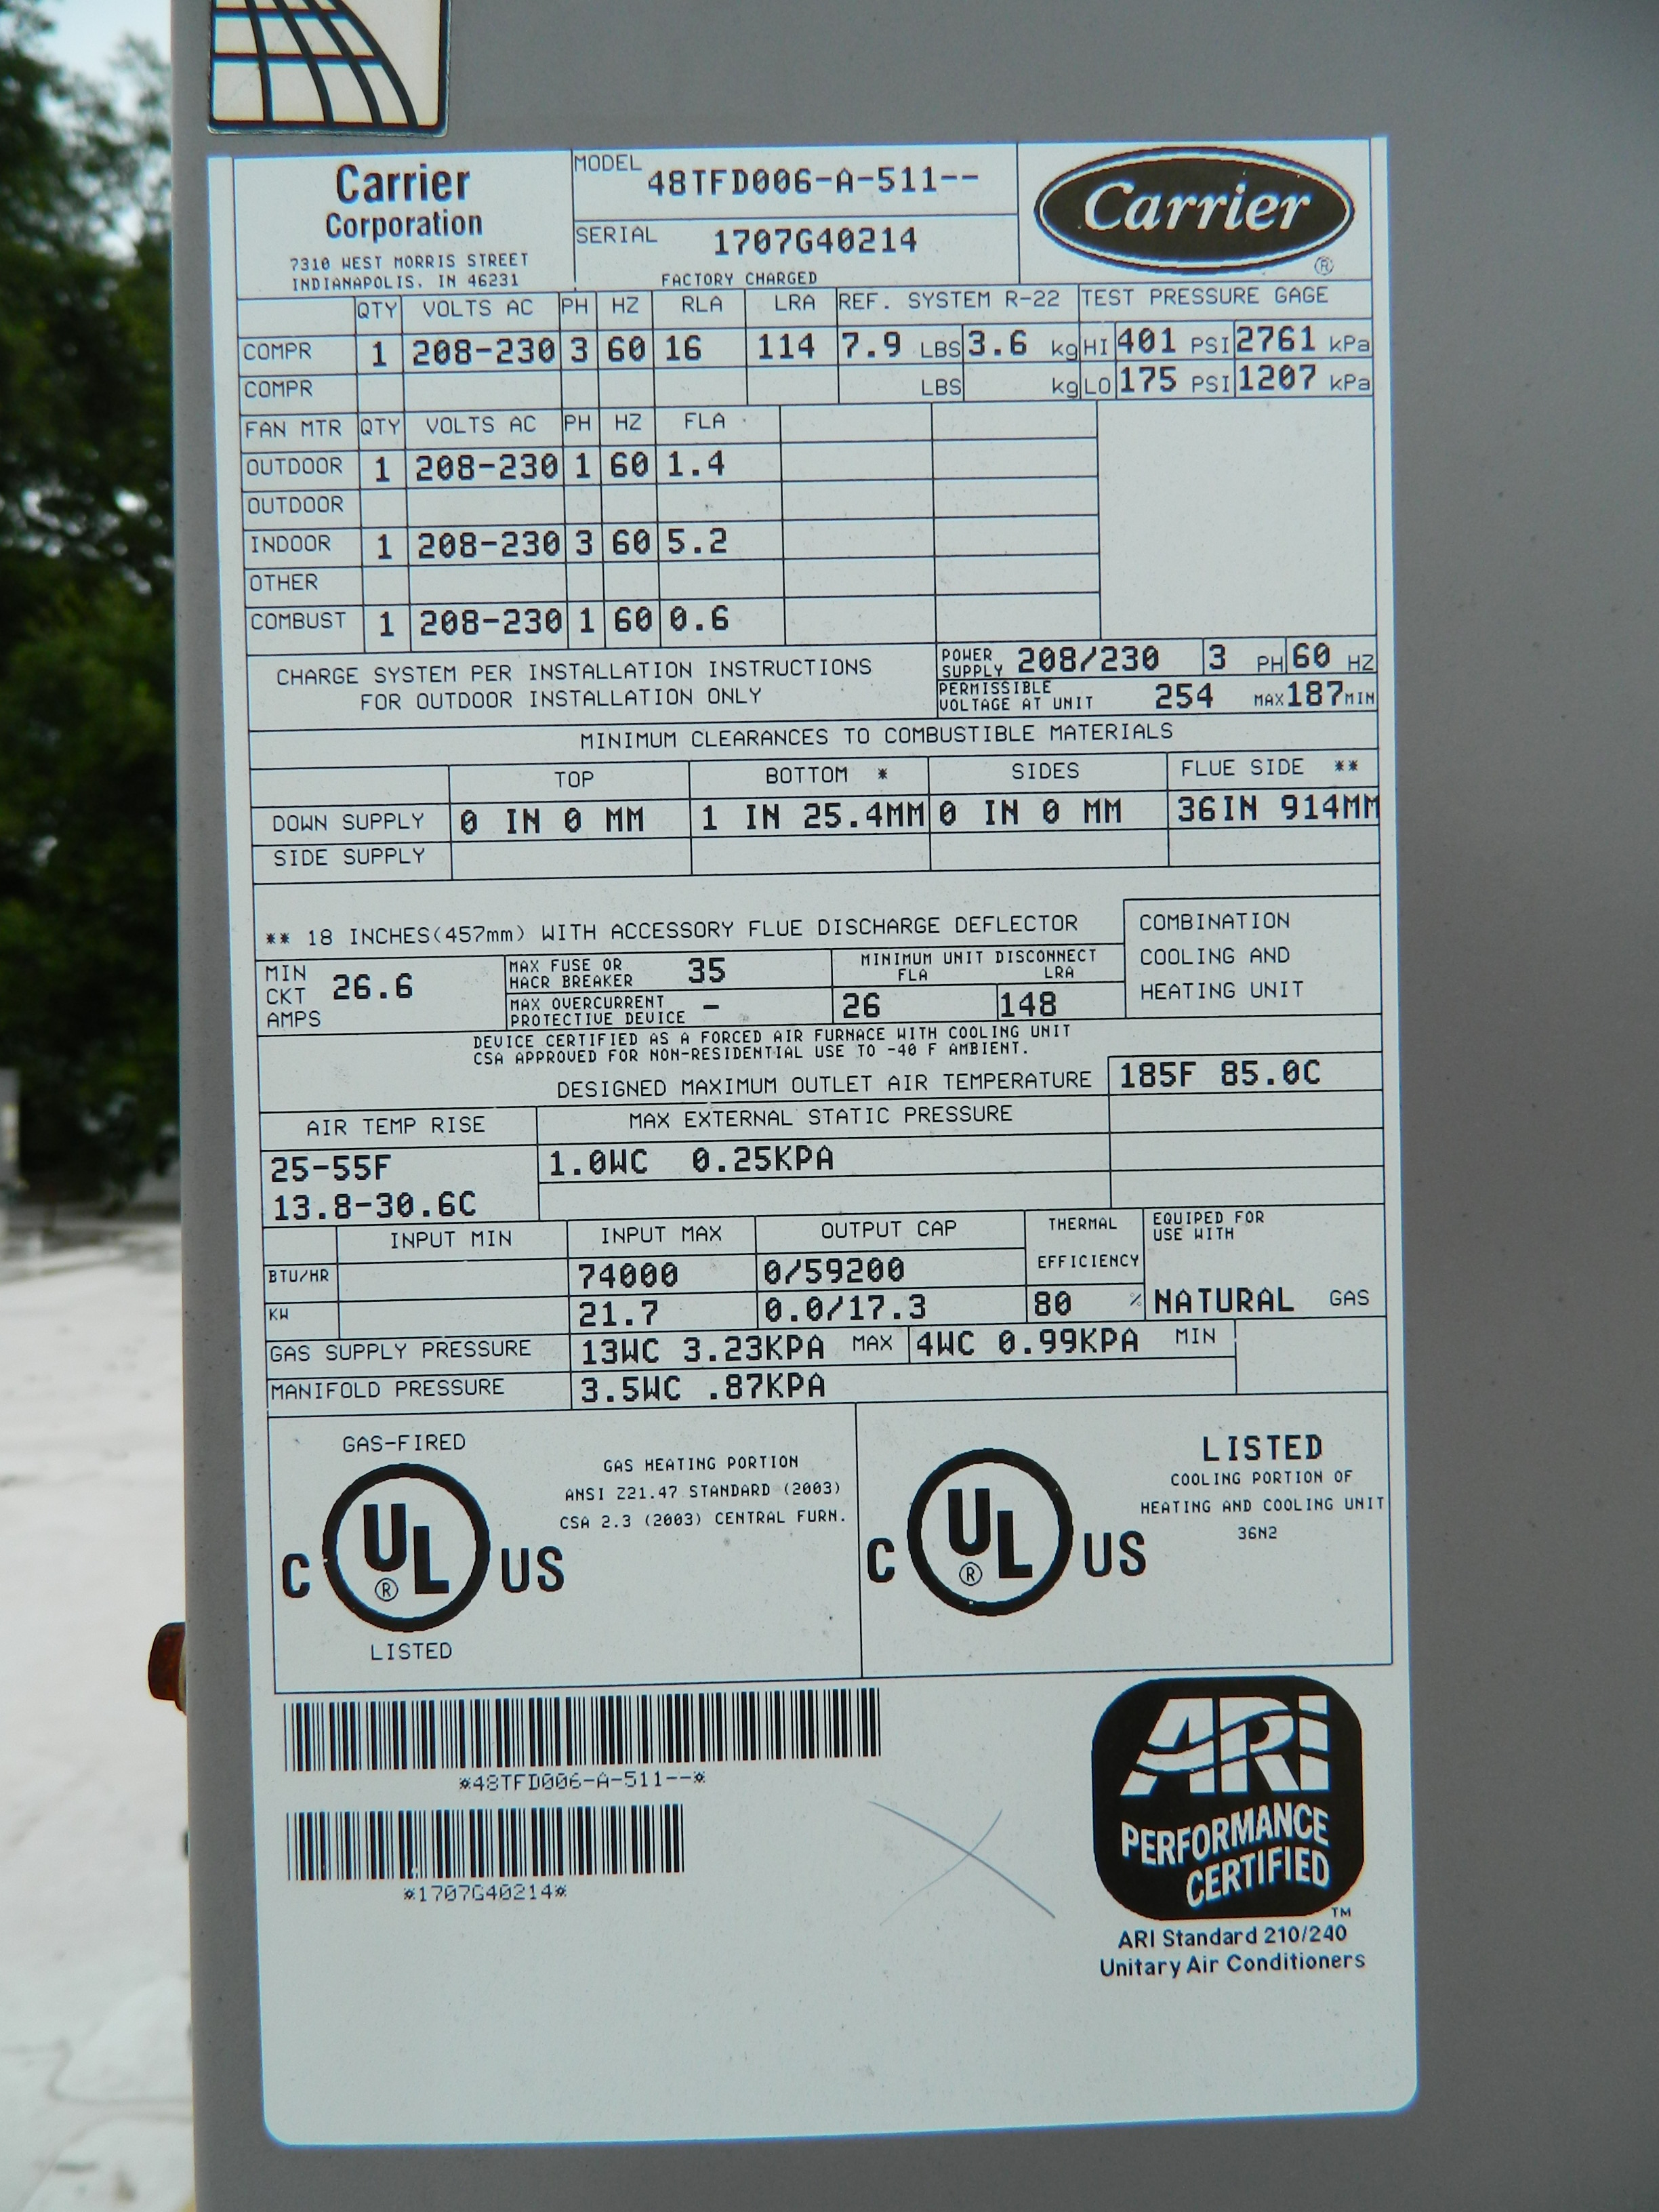 Carrier
Corporation
7310 WEST MORRIS STREET
INDIANAPOLIS. IN 46231
MODEL 48TFD006-A-511--
SERIAL 1707G40214
FACTORY CHARGED
Carrier ®
QTY VOLTS AC PH HZ RLA LRA REF. SYSTEM R-22 TEST PRESSURE GAGE
COMPR 1 208-230 3 60 16 114 7.9 LBS 3.6 kg HI 401 PSI 2761 kPa
COMPR LBS kg LO 175 PSI 1207 kPa
FAN MTR QTY VOLTS AC PH HZ FLA
OUTDOOR 1 208-230 1 60 1.4
OUTDOOR
INDOOR 1 208-230 3 60 5.2
OTHER
COMBUST 1 208-230 1 60 0.6
CHARGE SYSTEM PER INSTALLATION INSTRUCTIONS
FOR OUTDOOR INSTALLATION ONLY
POWER SUPPLY 208/230 3 PH 60 HZ
PERMISSIBLE VOLTAGE AT UNIT 254 MAX 187 MIN
MINIMUM CLEARANCES TO COMBUSTIBLE MATERIALS
TOP BOTTOM * SIDES FLUE SIDE **
DOWN SUPPLY 0 IN 0 MM 1 IN 25.4MM 0 IN 0 MM 36IN 914MM
SIDE SUPPLY
** 18 INCHES(457mm) WITH ACCESSORY FLUE DISCHARGE DEFLECTOR
COMBINATION
COOLING AND
HEATING UNIT
MIN CKT AMPS 26.6
MAX FUSE OR HACR BREAKER 35
MAX OVERCURRENT PROTECTIVE DEVICE -
MINIMUM UNIT DISCONNECT
FLA LRA
26 148
DEVICE CERTIFIED AS A FORCED AIR FURNACE WITH COOLING UNIT
CSA APPROVED FOR NON-RESIDENTIAL USE TO -40 F AMBIENT.
DESIGNED MAXIMUM OUTLET AIR TEMPERATURE 185F 85.0C
AIR TEMP RISE MAX EXTERNAL STATIC PRESSURE
25-55F 1.0WC 0.25KPA
13.8-30.6C
INPUT MIN INPUT MAX OUTPUT CAP THERMAL EFFICIENCY EQUIPED FOR USE WITH
BTU/HR 74000 0/59200
KW 21.7 0.0/17.3 80 % NATURAL GAS
GAS SUPPLY PRESSURE 13WC 3.23KPA MAX 4WC 0.99KPA MIN
MANIFOLD PRESSURE 3.5WC .87KPA
GAS-FIRED
C UL ® US
LISTED
GAS HEATING PORTION
ANSI Z21.47 STANDARD (2003)
CSA 2.3 (2003) CENTRAL FURN.
C UL ® US
LISTED
COOLING PORTION OF
HEATING AND COOLING UNIT
36N2
*48TFD006-A-511--*
*1707G40214*
ARI
PERFORMANCE
CERTIFIED
TM
ARI Standard 210/240
Unitary Air Conditioners